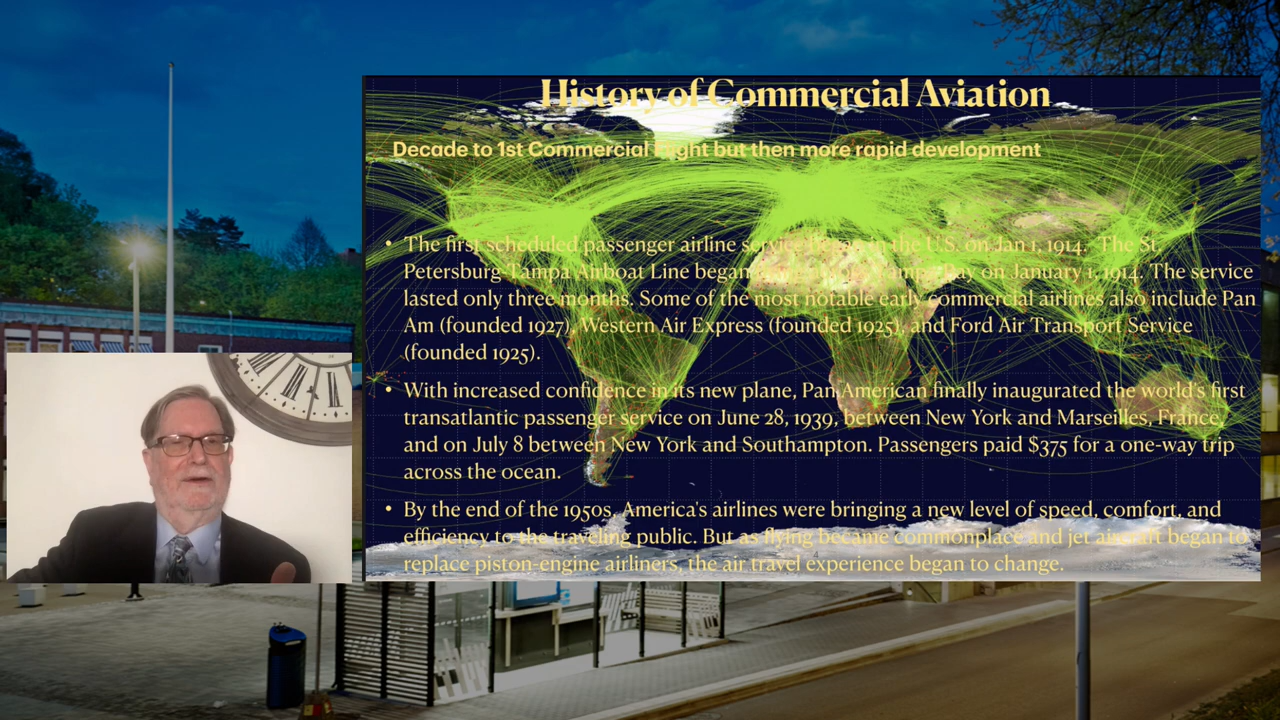 History of Commercial Aviation
Decade to 1st Commercial flight but then more rapid development
• The first scheduled passenger airline service began in the U.S. on Jan 1, 1914. The St.
Petersburg-Tampa Airboat Line began Tampa Bay on January 1, 1914. The service
lasted only three months. Some of the most notable early commercial airlines also include Pan
Am (founded 1927), Western Air Express (founded 1925), and Ford Air Transport Service
(founded 1925).
• With increased confidence in its new plane, Pan American finally inaugurated the world's first
transatlantic passenger service on June 28, 1939, between New York and Marseilles, France,
and on July 8 between New York and Southampton. Passengers paid $375 for a one-way trip
across the ocean.
• By the end of the 1950s, America's airlines were bringing a new level of speed, comfort, and
efficiency to the traveling public. But as flying became commonplace and jet aircraft began to
replace piston-engine airliners, the air travel experience began to change.